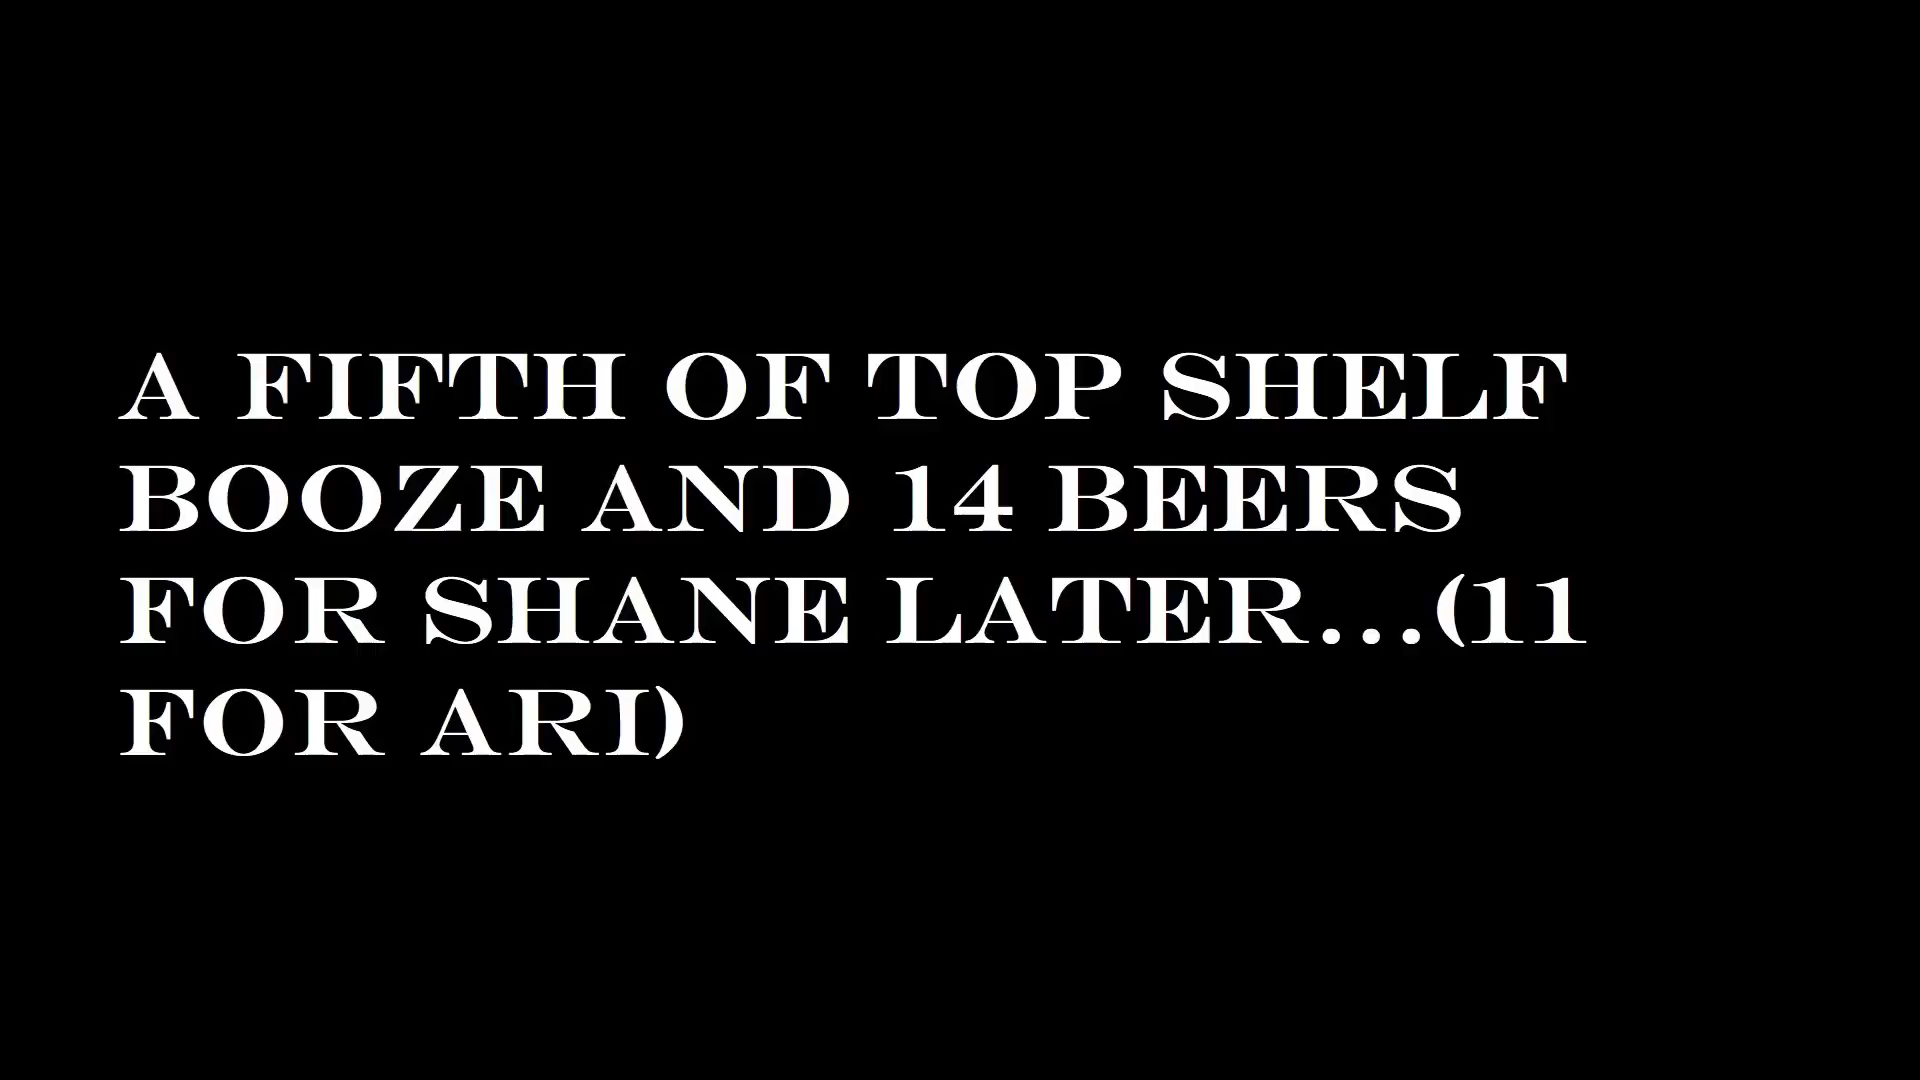 A FIFTH OF TOP SHELF
BOOZE AND 14 BEERS
FOR SHANE LATER...(11
FOR ARI)